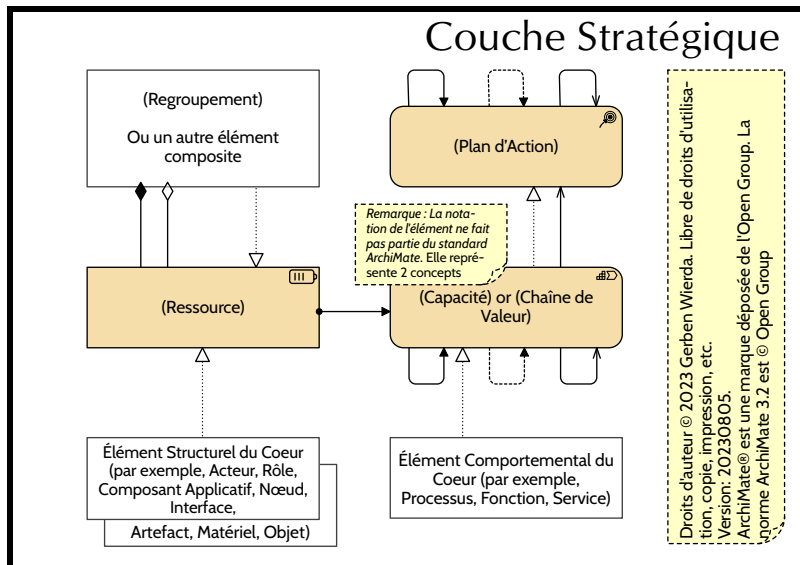 Couche Stratégique
(Regroupement)
Ou un autre élément
composite
(Plan d'Action)
Remarque : La nota-
tion de l'élément ne fait
pas partie du standard
ArchiMate. Elle repré-
sente 2 concepts
(Ressource)
(Capacité) or (Chaîne de
Valeur)
Élément Structurel du Coeur
(par exemple, Acteur, Rôle,
Composant Applicatif, Nœud,
Interface,
Artefact, Matériel, Objet)
Élément Comportemental du
Coeur (par exemple,
Processus, Fonction, Service)
Droits d'auteur © 2023 Gerben Wierda. Libre de droits d'utilisa-
tion, copie, impression, etc.
Version: 20230805.
ArchiMate® est une marque déposée de l'Open Group. La
norme ArchiMate 3.2 est © Open Group